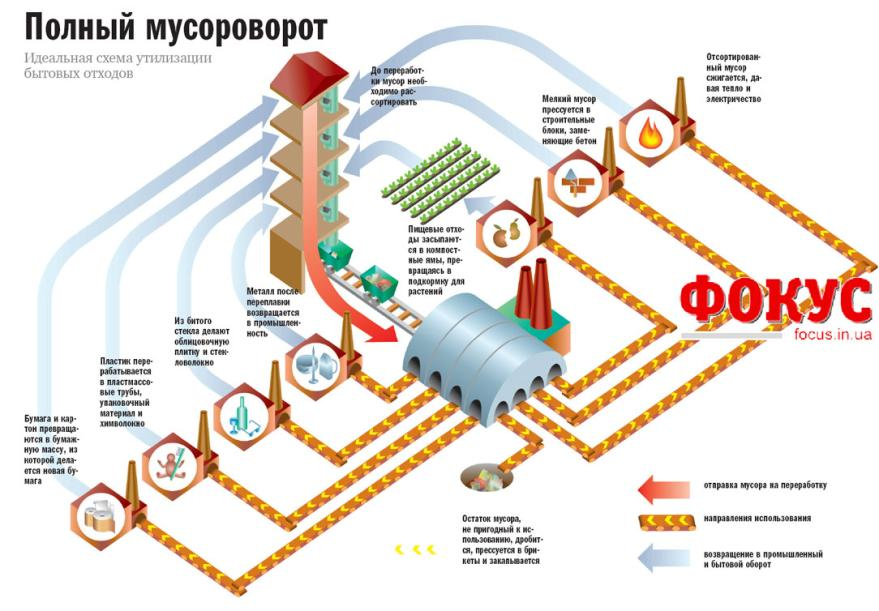 Полный мусороворот
Идеальная схема утилизации
бытовых отходов
До переработ-
ки мусор необ-
ходимо рас-
сортировать
Отсортирован-
ный мусор
сжигается, да-
вая тепло и
электричество
Мелкий мусор
прессуется в
строительные
блоки, заме-
няющие бетон
Пищевые отхо-
ды засыпают-
ся в компост-
ные ямы, пре-
вращаясь в
подкормку для
растений
Металл после
переплавки
возвращается
в промышлен-
ность
Из битого
стекла делают
облицовочную
плитку и стек-
ловолокно
Пластик пере-
рабатывается
в пластмассо-
вые трубы,
упаковочный
материал и
химволокно
Бумага и кар-
тон превраща-
ются в бумаж-
ную массу, из
которой дела-
ется новая бу-
мага
ФОКУС
focus.in.ua
Остаток мусора,
не пригодный к ис-
пользованию, дробит-
ся, прессуется в бри-
кеты и закапывается
отправка мусора на переработку
направления использования
возвращение в промышленный
и бытовой оборот